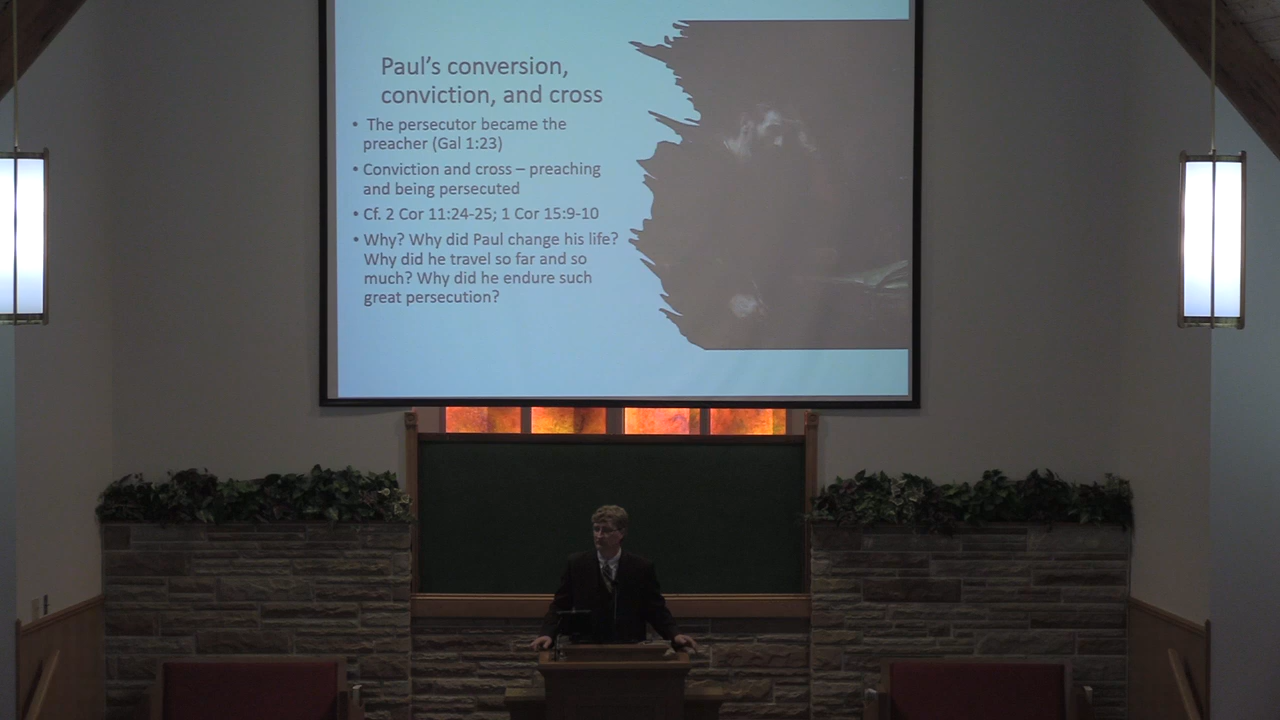 Paul's conversion,
conviction, and cross
• The persecutor became the
preacher (Gal 1:23)
• Conviction and cross – preaching
and being persecuted
• Cf. 2 Cor 11:24-25; 1 Cor 15:9-10
• Why? Why did Paul change his life?
Why did he travel so far and so
much? Why did he endure such
great persecution?